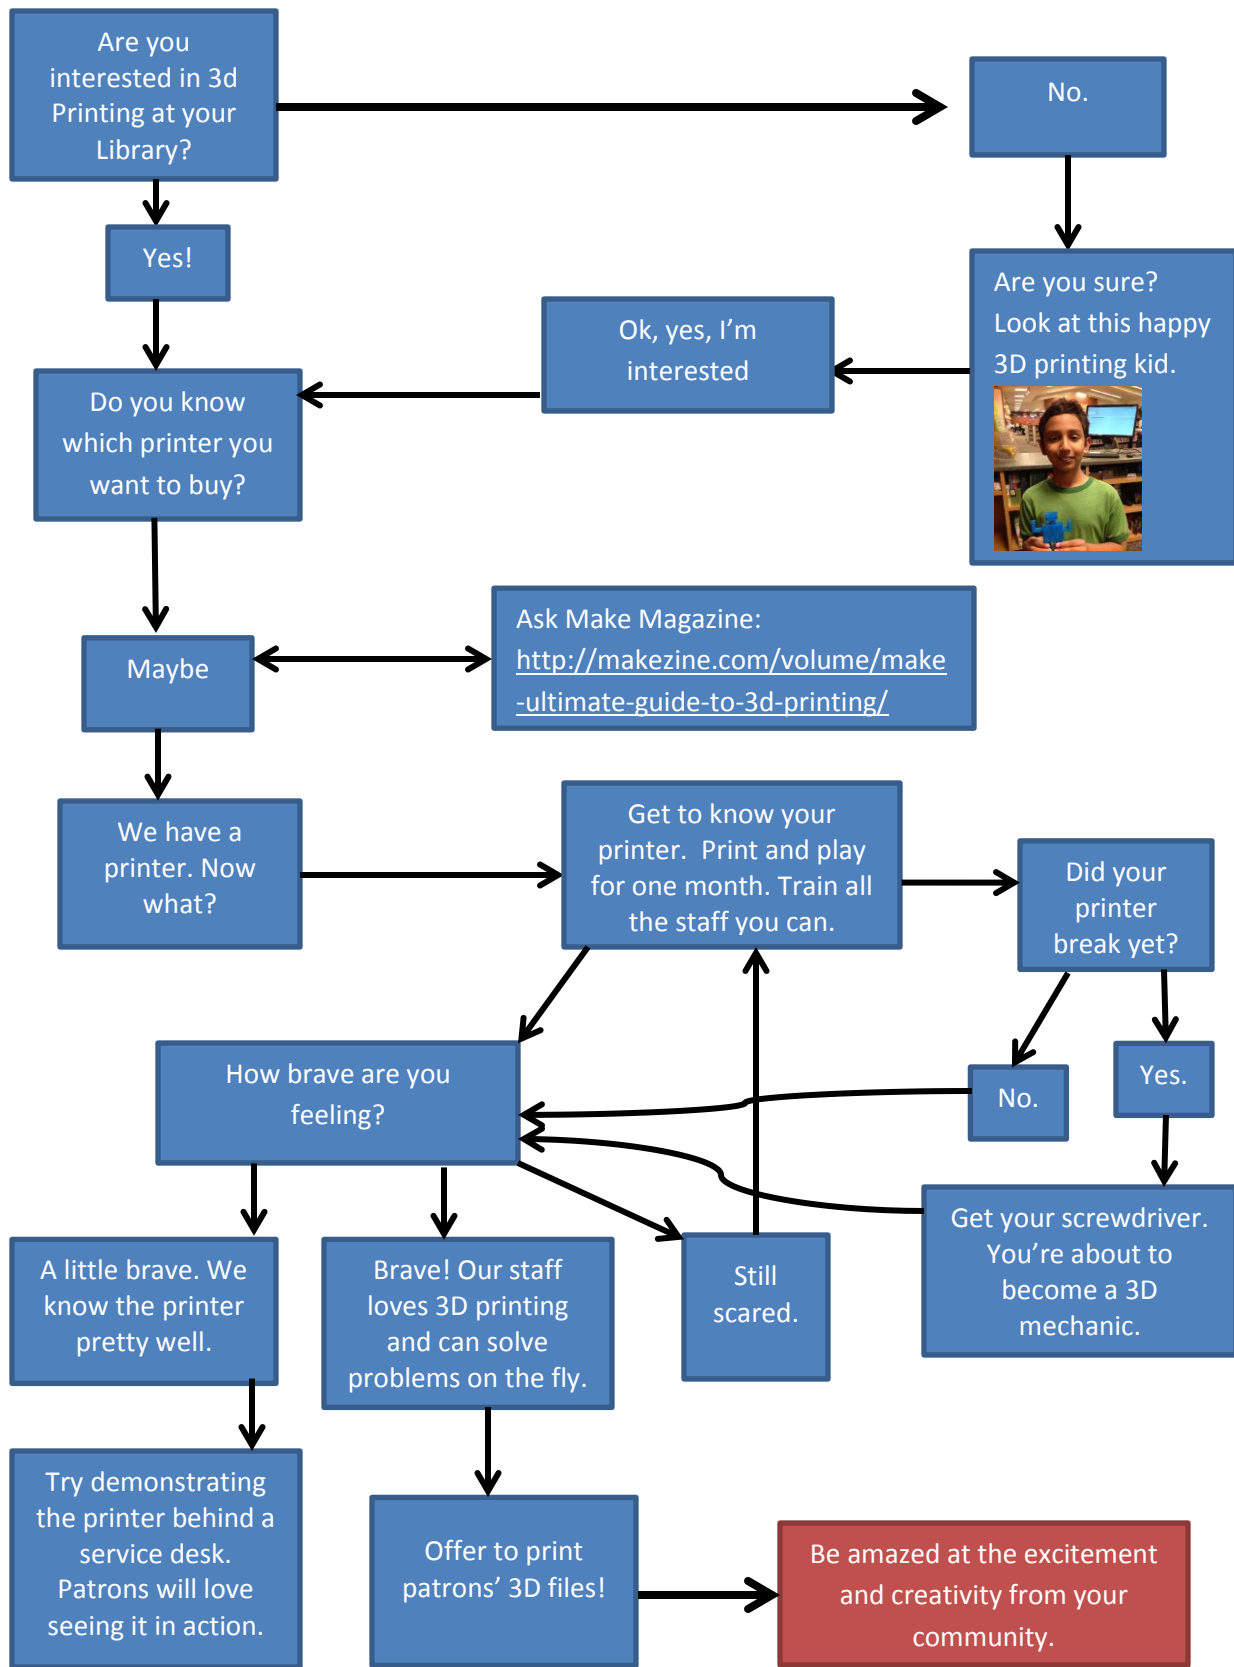 Are you
interested in 3d
Printing at your
Library?
No.
Yes!
Are you sure?
Look at this happy
3D printing kid.
Ok, yes, I’m
interested
Do you know
which printer you
want to buy?
Maybe
Ask Make Magazine:
http://makezine.com/volume/make
-ultimate-guide-to-3d-printing/
We have a
printer. Now
what?
Get to know your
printer.  Print and play
for one month. Train all
the staff you can.
Did your
printer
break yet?
How brave are you
feeling?
No.
Yes.
A little brave. We
know the printer
pretty well.
Brave! Our staff
loves 3D printing
and can solve
problems on the fly.
Still
scared.
Get your screwdriver.
You’re about to
become a 3D
mechanic.
Try demonstrating
the printer behind a
service desk.
Patrons will love
seeing it in action.
Offer to print
patrons’ 3D files!
Be amazed at the excitement
and creativity from your
community.